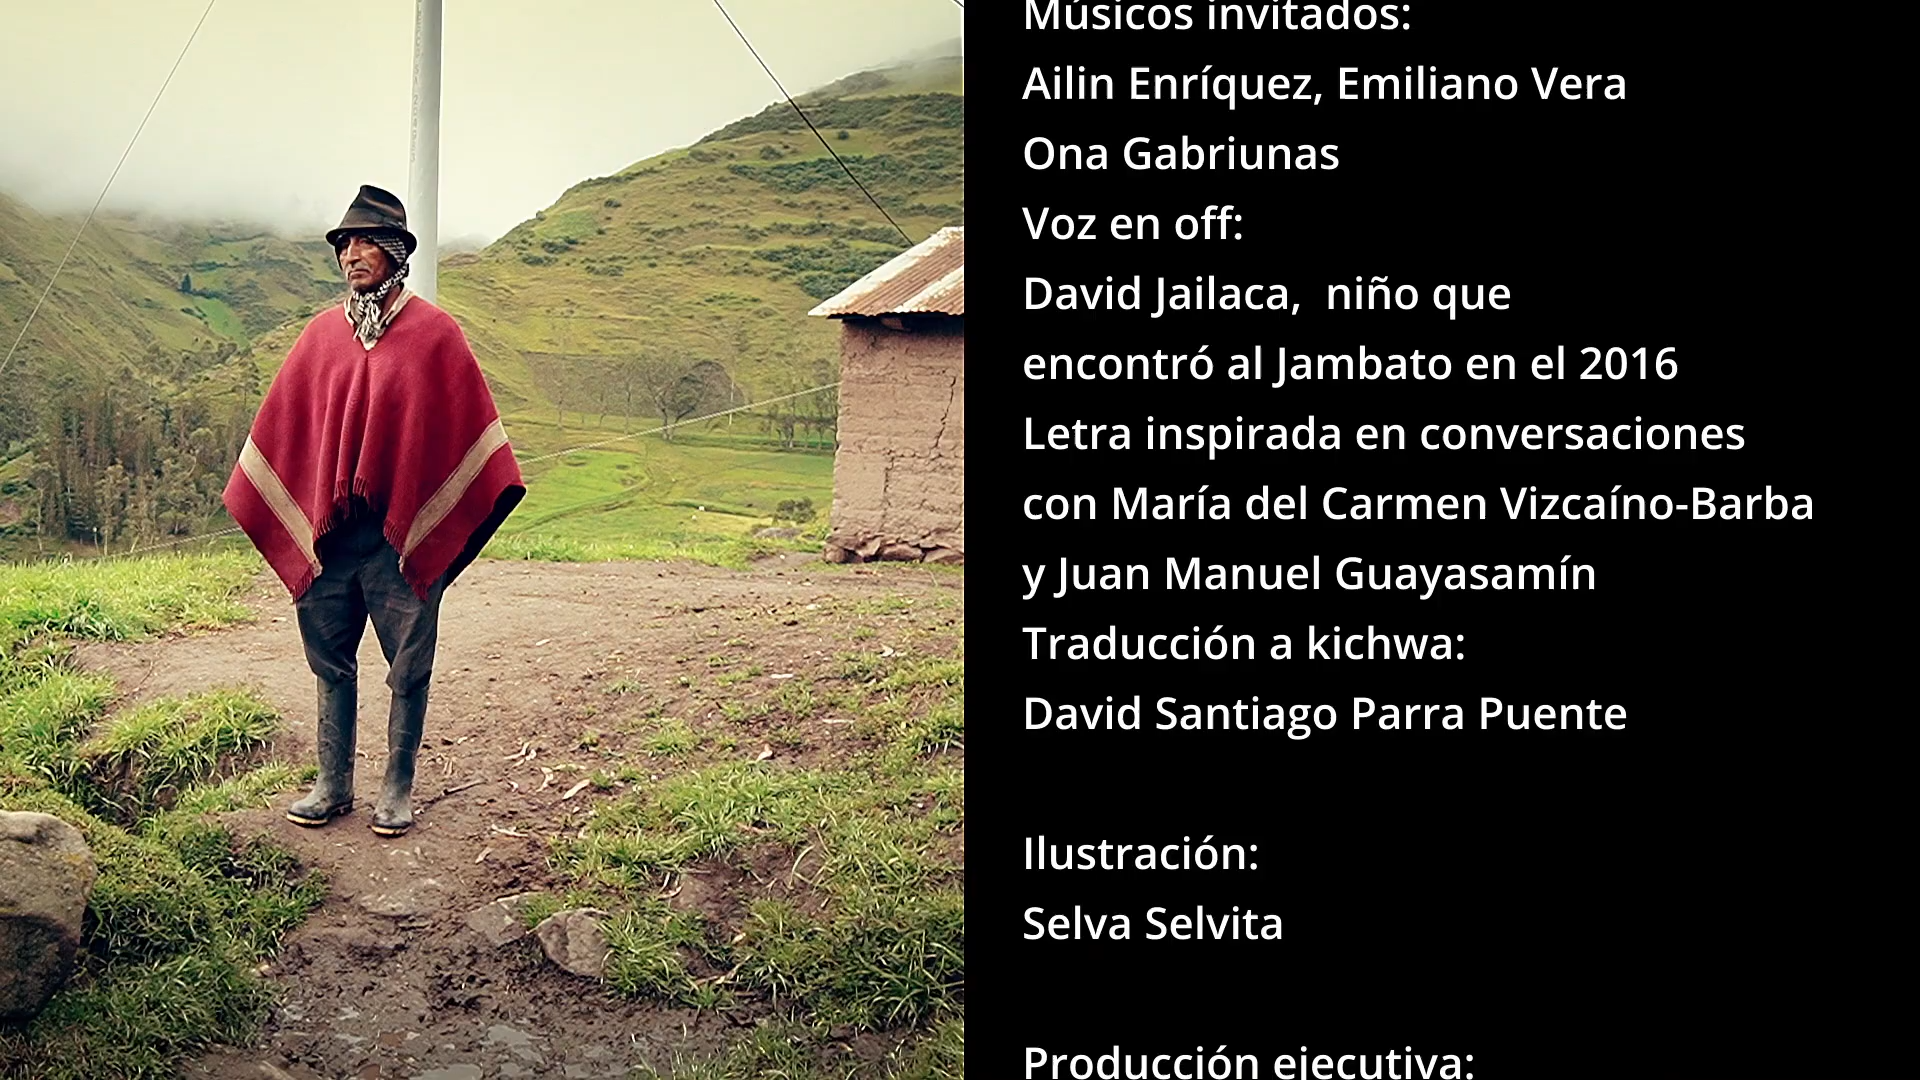 Músicos invitados:
Ailin Enríquez, Emiliano Vera
Ona Gabriunas
Voz en off:
David Jailaca,  niño que
encontró al Jambato en el 2016
Letra inspirada en conversaciones
con María del Carmen Vizcaíno-Barba
y Juan Manuel Guayasamín
Traducción a kichwa:
David Santiago Parra Puente
Ilustración:
Selva Selvita
Producción ejecutiva: